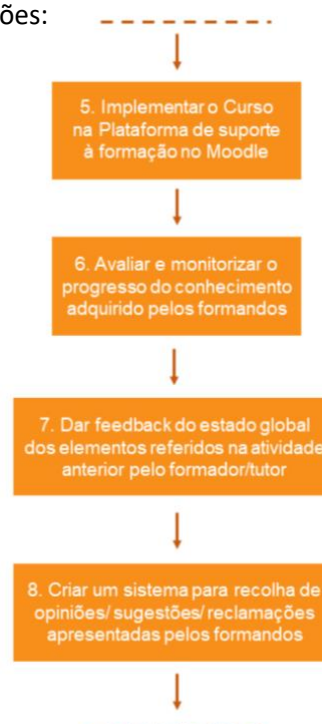 ões:
5. Implementar o Curso
na Plataforma de suporte
à formação no Moodle
6. Avaliar e monitorizar o
progresso do conhecimento
adquirido pelos formandos
7. Dar feedback do estado global
dos elementos referidos na atividade
anterior pelo formador/tutor
8. Criar um sistema para recolha de
opiniões/ sugestões/ reclamações
apresentadas pelos formandos